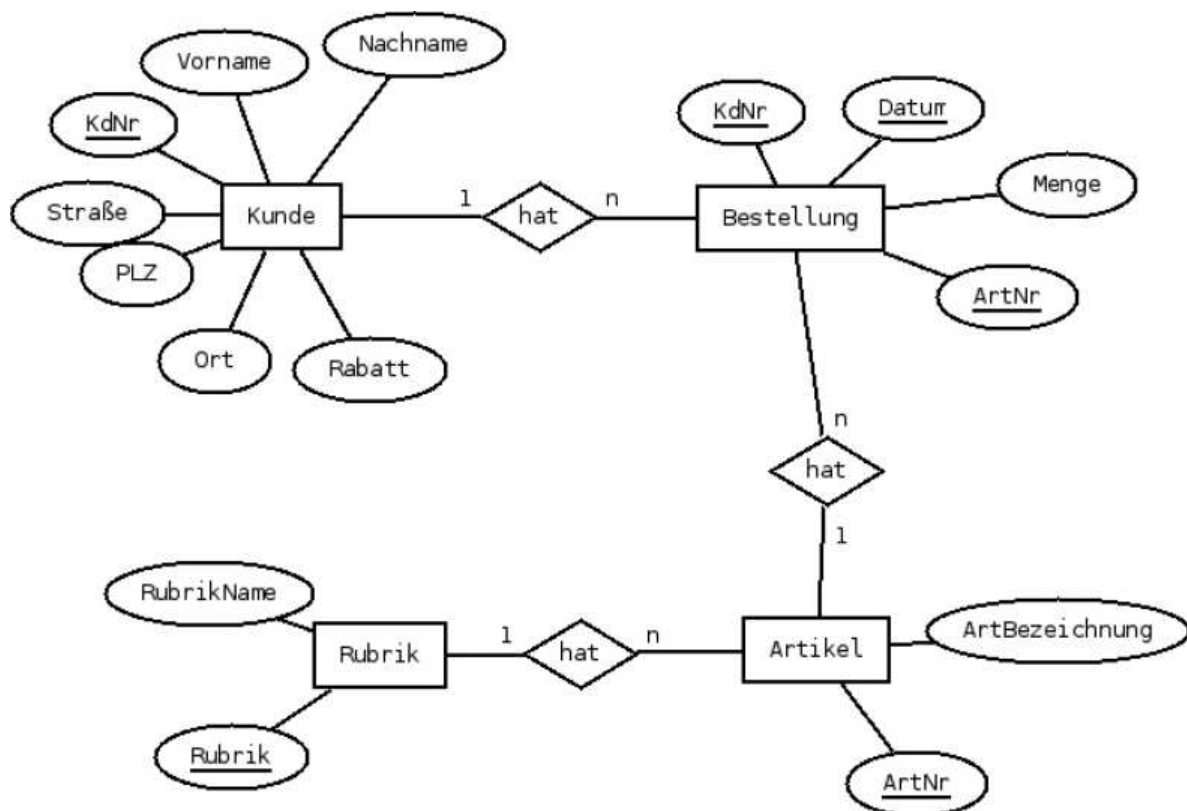 Nachname
Vorname
KdNr
Straße
Kunde
PLZ
Ort
Rabatt
1
hat
n
KdNr
Datum
Menge
Bestellung
ArtNr
n
hat
1
RubrikName
Rubrik
Rubrik
1
hat
n
Artikel
ArtBezeichnung
ArtNr